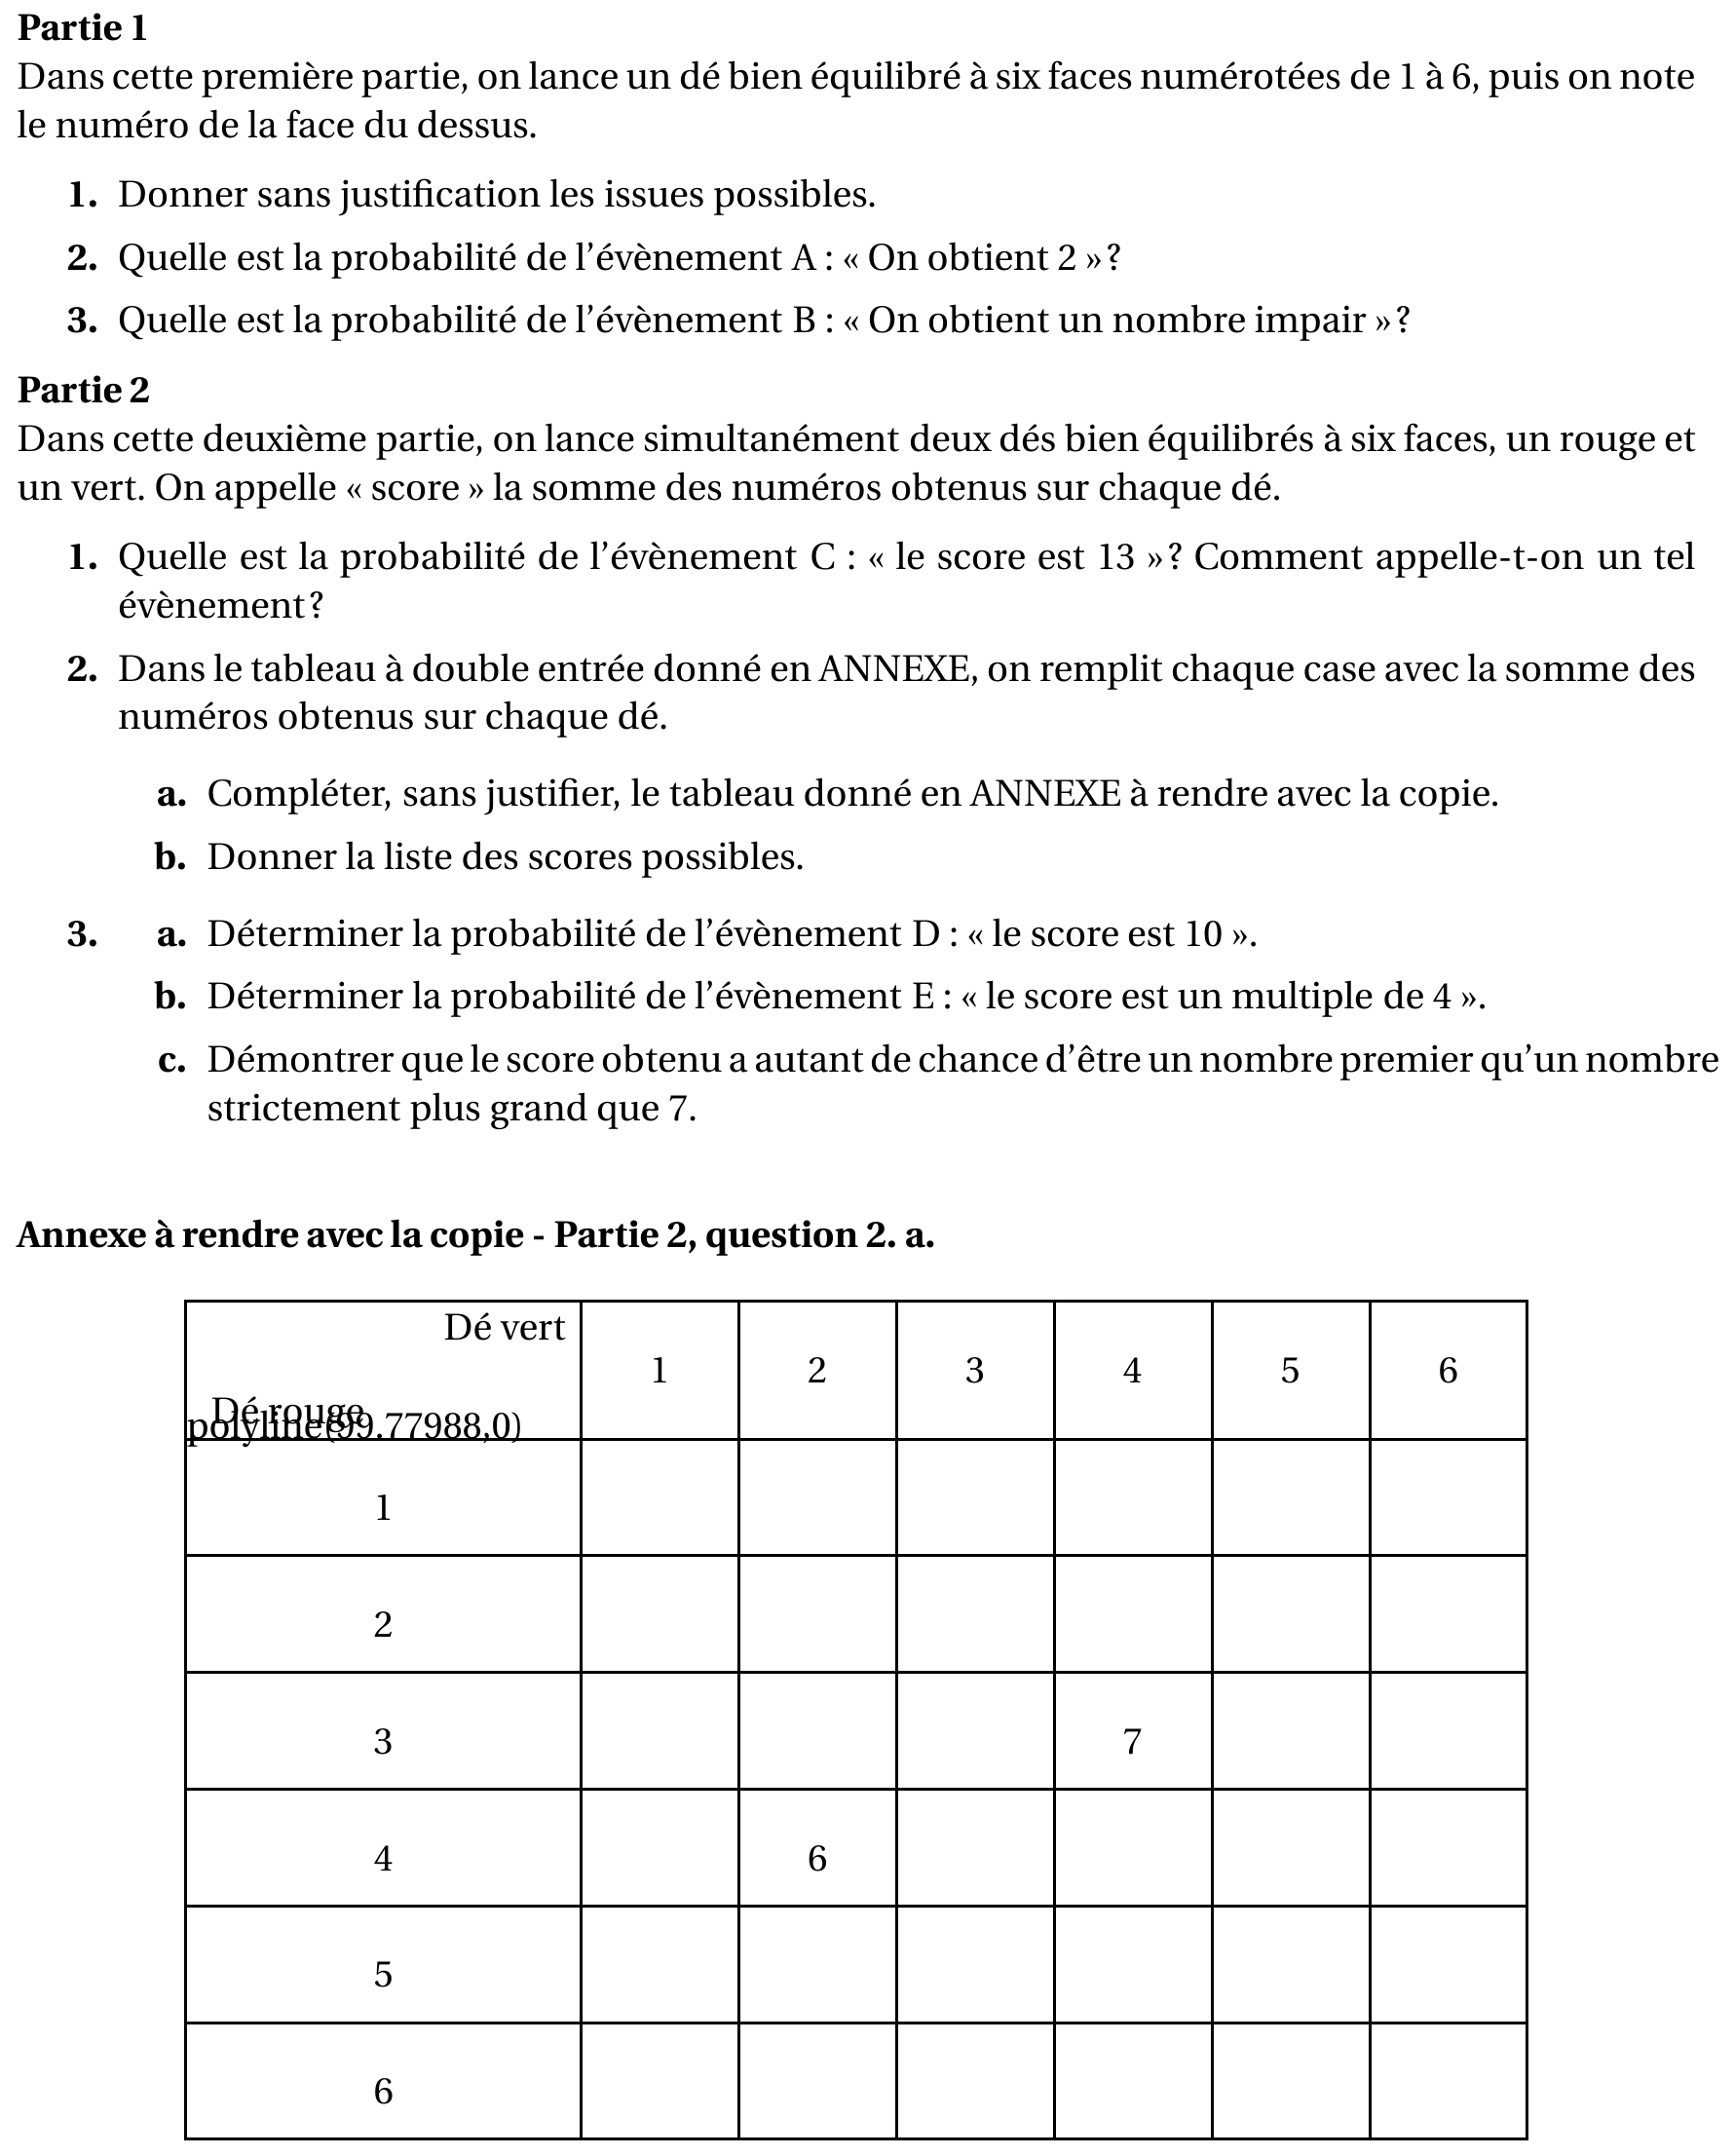 Partie 1
Dans cette première partie, on lance un dé bien équilibré à six faces numérotées de 1 à 6, puis on note
le numéro de la face du dessus.
1. Donner sans justification les issues possibles.
2. Quelle est la probabilité de l'évènement A : « On obtient 2 » ?
3. Quelle est la probabilité de l'évènement B : « On obtient un nombre impair » ?
Partie 2
Dans cette deuxième partie, on lance simultanément deux dés bien équilibrés à six faces, un rouge et
un vert. On appelle « score » la somme des numéros obtenus sur chaque dé.
1. Quelle est la probabilité de l'évènement C : « le score est 13 » ? Comment appelle-t-on un tel
évènement ?
2. Dans le tableau à double entrée donné en ANNEXE, on remplit chaque case avec la somme des
numéros obtenus sur chaque dé.
a. Compléter, sans justifier, le tableau donné en ANNEXE à rendre avec la copie.
b. Donner la liste des scores possibles.
3. a. Déterminer la probabilité de l'évènement D : « le score est 10 ».
b. Déterminer la probabilité de l'évènement E : « le score est un multiple de 4 ».
c. Démontrer que le score obtenu a autant de chance d'être un nombre premier qu'un nombre
strictement plus grand que 7.
Annexe à rendre avec la copie - Partie 2, question 2. a.
Dé vert
1 2 3 4 5 6
Dé rouge
polyline(99.77988,0)
1
2
3 7
4 6
5
6